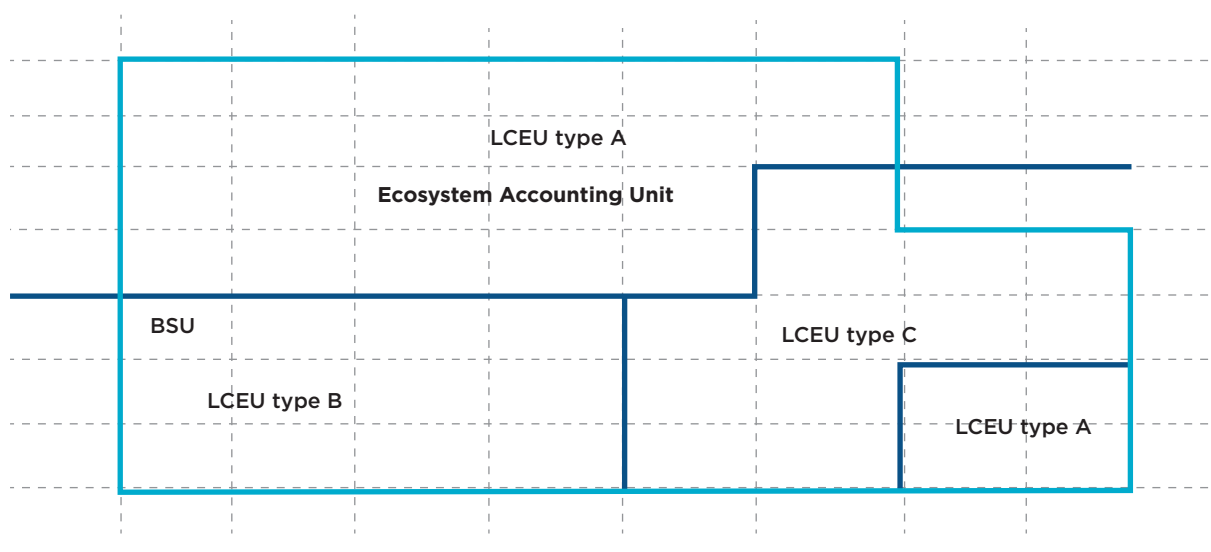 LCEU type A
Ecosystem Accounting Unit
BSU
LCEU type C
LCEU type B
LCEU type A